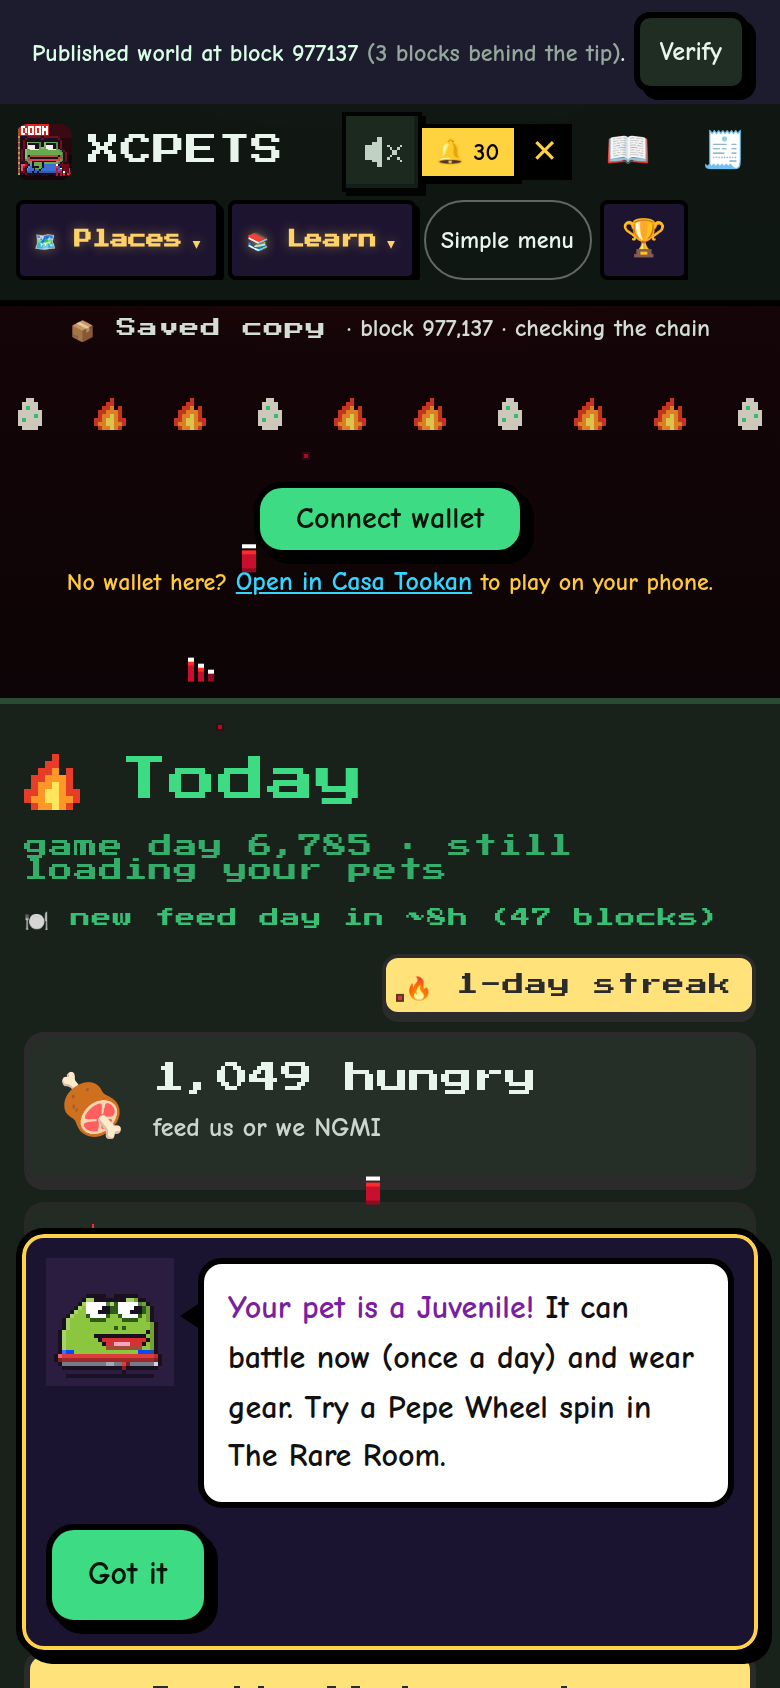 Published world at block 977137 (3 blocks behind the tip).
Verify
DOOM
XCPETS
30
✕
Places ▾
Learn ▾
Simple menu
Saved copy · block 977,137 · checking the chain
Connect wallet
No wallet here? Open in Casa Tookan to play on your phone.
Today
game day 6,785 · still
loading your pets
new feed day in ~8h (47 blocks)
1-day streak
1,049 hungry
feed us or we NGMI
Your pet is a Juvenile! It can
battle now (once a day) and wear
gear. Try a Pepe Wheel spin in
The Rare Room.
Got it